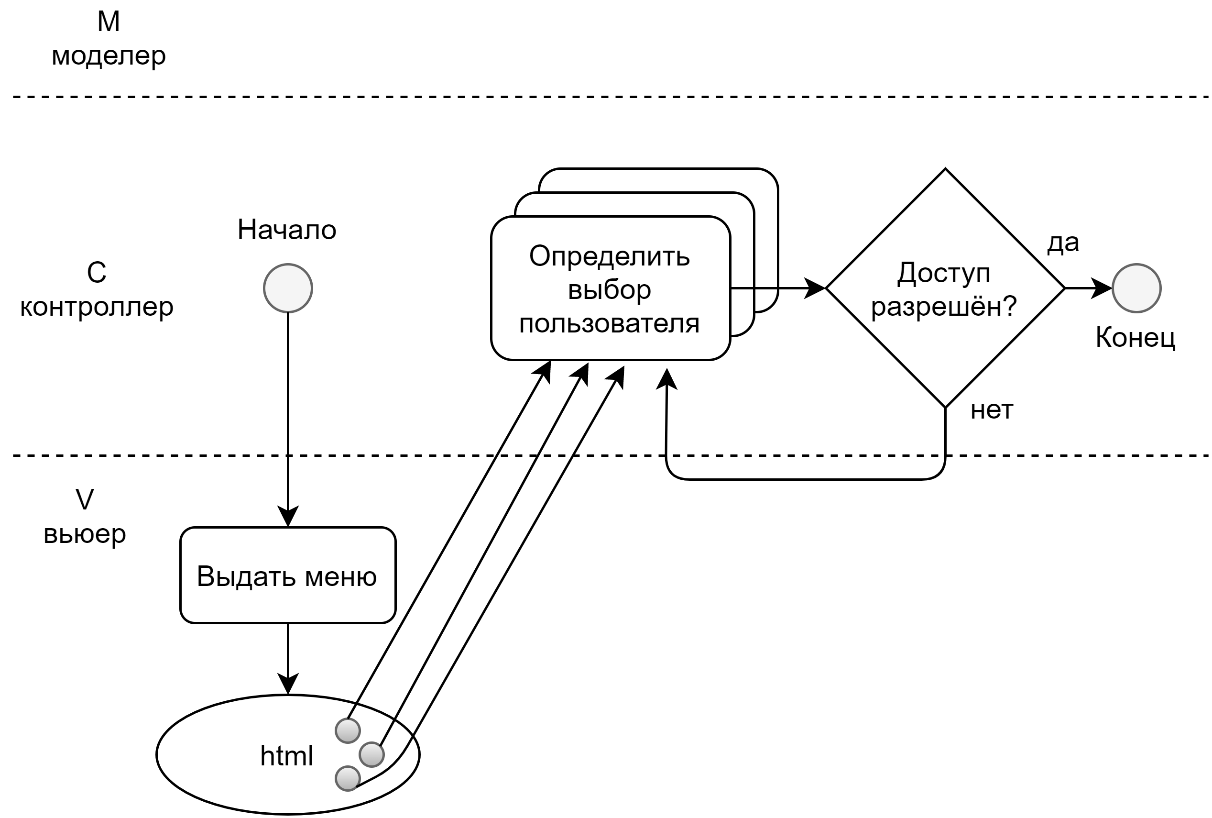 M
моделер
Начало
C
контроллер
Определить
выбор
пользователя
Доступ
разрешён?
да
Конец
нет
V
вьюер
Выдать меню
html